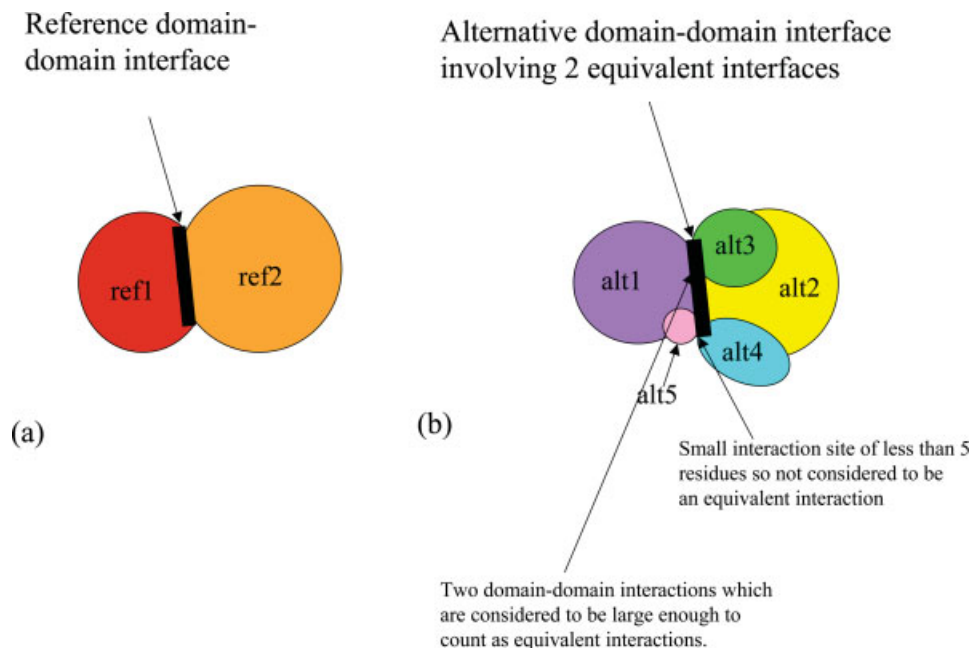 Reference domain-
domain interface
Alternative domain-domain interface
involving 2 equivalent interfaces
ref1
ref2
(a)
alt1
alt3
alt2
alt4
alt5
(b)
Small interaction site of less than 5
residues so not considered to be
an equivalent interaction
Two domain-domain interactions which
are considered to be large enough to
count as equivalent interactions.